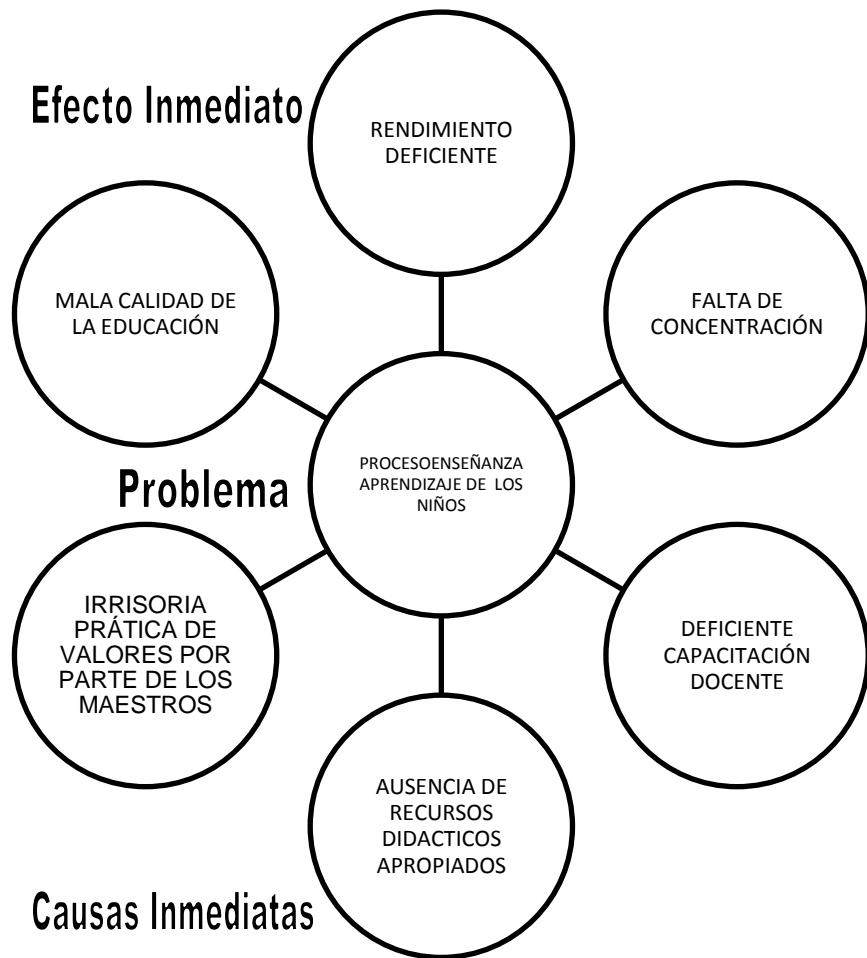 Efecto Inmediato
RENDIMIENTO
DEFICIENTE
MALA CALIDAD DE
LA EDUCACIÓN
FALTA DE
CONCENTRACIÓN
Problema
PROCESOENSEÑANZA
APRENDIZAJE DE LOS
NIÑOS
IRRISORIA
PRÁTICA DE
VALORES POR
PARTE DE LOS
MAESTROS
DEFICIENTE
CAPACITACIÓN
DOCENTE
AUSENCIA DE
RECURSOS
DIDACTICOS
APROPIADOS
Causas Inmediatas